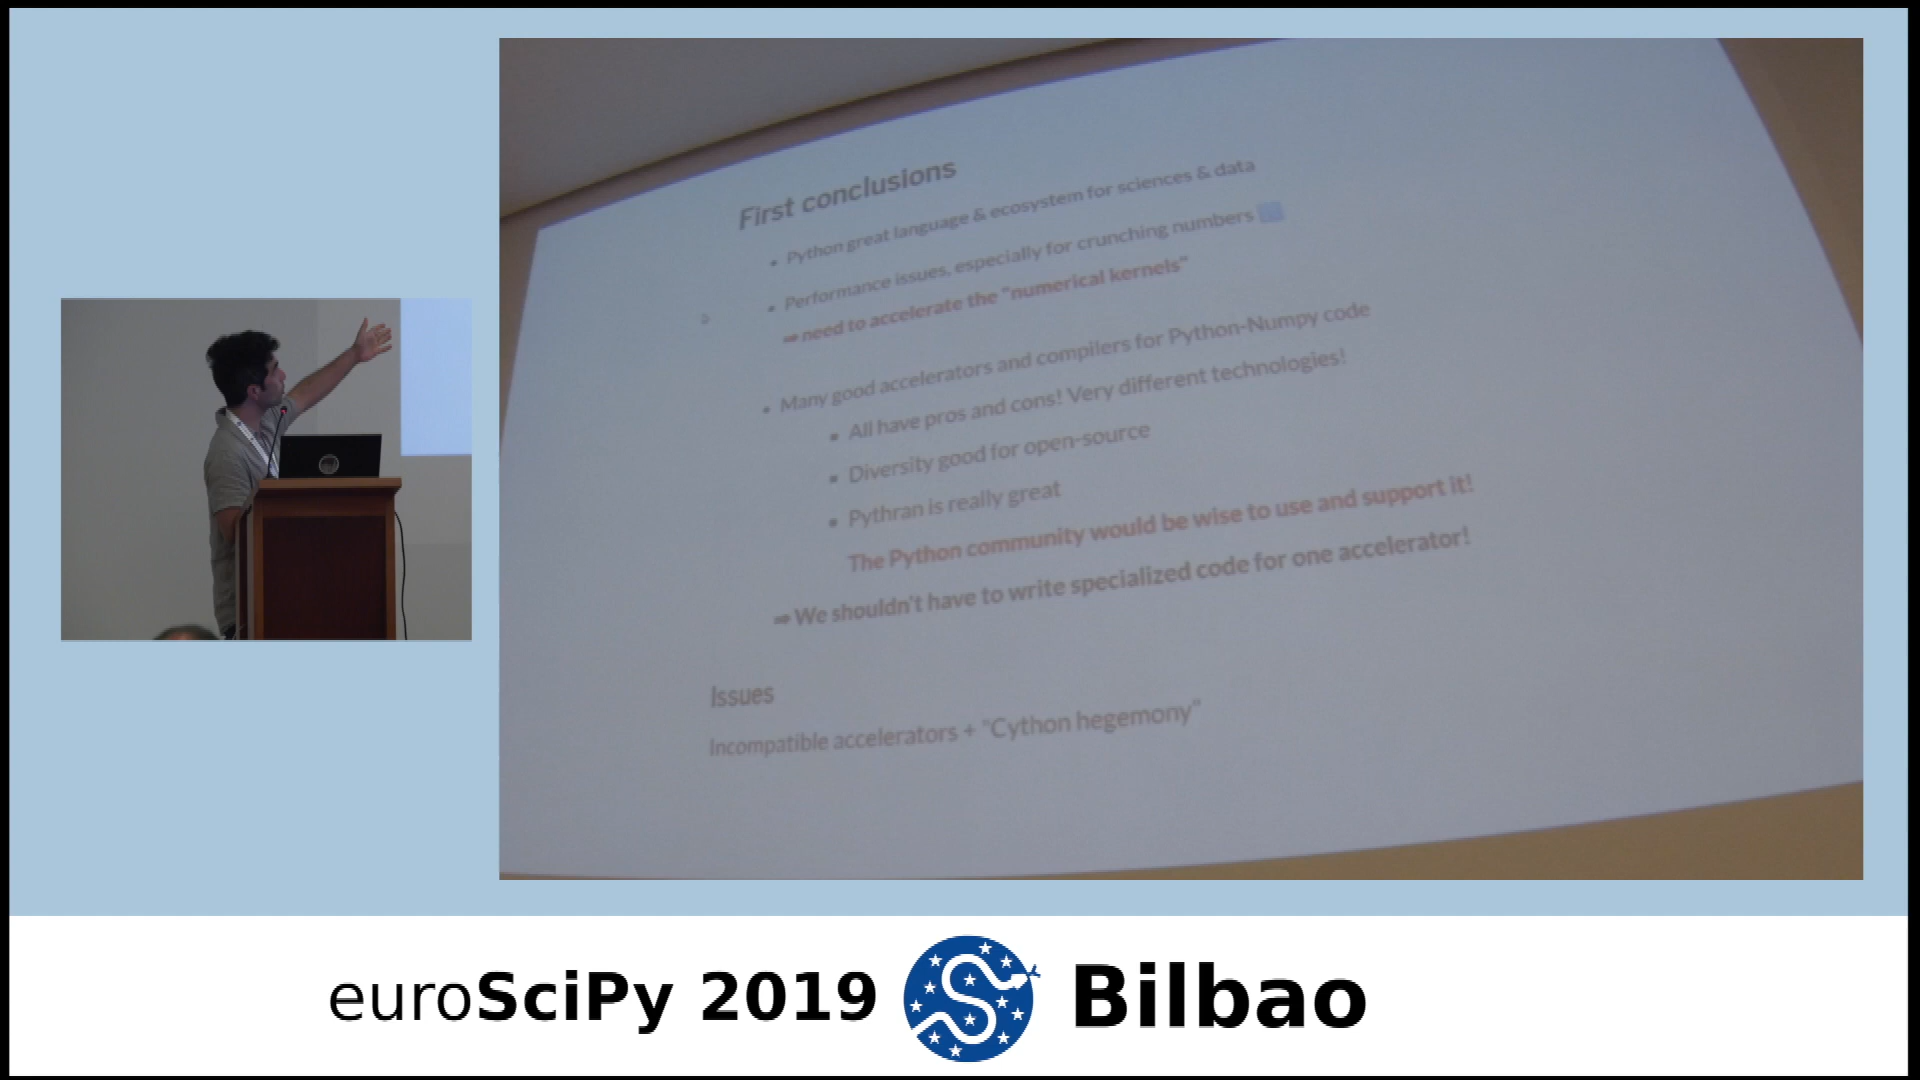 First conclusions
• Python great language & ecosystem for sciences & data
• Performance issues, especially for crunching numbers
⇒ need to accelerate the "numerical kernels"
• Many good accelerators and compilers for Python-Numpy code
▪ All have pros and cons! Very different technologies!
▪ Diversity good for open-source
▪ Pythran is really great
The Python community would be wise to use and support it!
⇒ We shouldn't have to write specialized code for one accelerator!
Issues
Incompatible accelerators + "Cython hegemony"
euroSciPy 2019 Bilbao